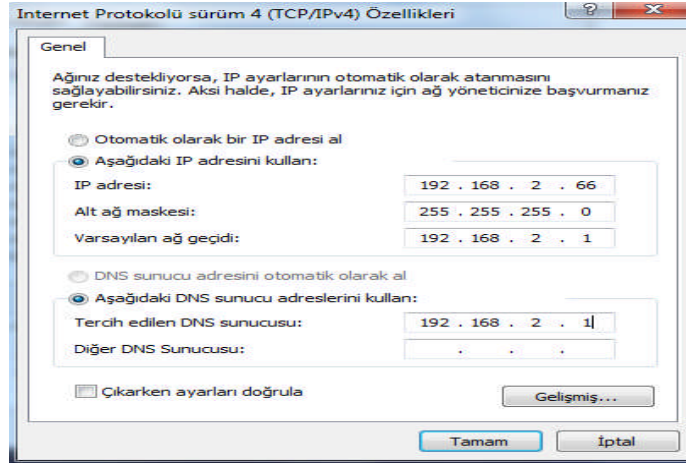 Internet Protokolü sürüm 4 (TCP/IPv4) Özellikleri
Genel
Ağınız destekliyorsa, IP ayarlarının otomatik olarak atanmasını
sağlayabilirsiniz. Aksi halde, IP ayarlarınız için ağ yöneticinize başvurmanız
gerekir.
Otomatik olarak bir IP adresi al
Aşağıdaki IP adresini kullan:
IP adresi: 192 . 168 . 2 . 66
Alt ağ maskesi: 255 . 255 . 255 . 0
Varsayılan ağ geçidi: 192 . 168 . 2 . 1
DNS sunucu adresini otomatik olarak al
Aşağıdaki DNS sunucu adreslerini kullan:
Tercih edilen DNS sunucusu: 192 . 168 . 2 . 1
Diğer DNS Sunucusu: . . .
Çıkarken ayarları doğrula
Gelişmiş...
Tamam İptal